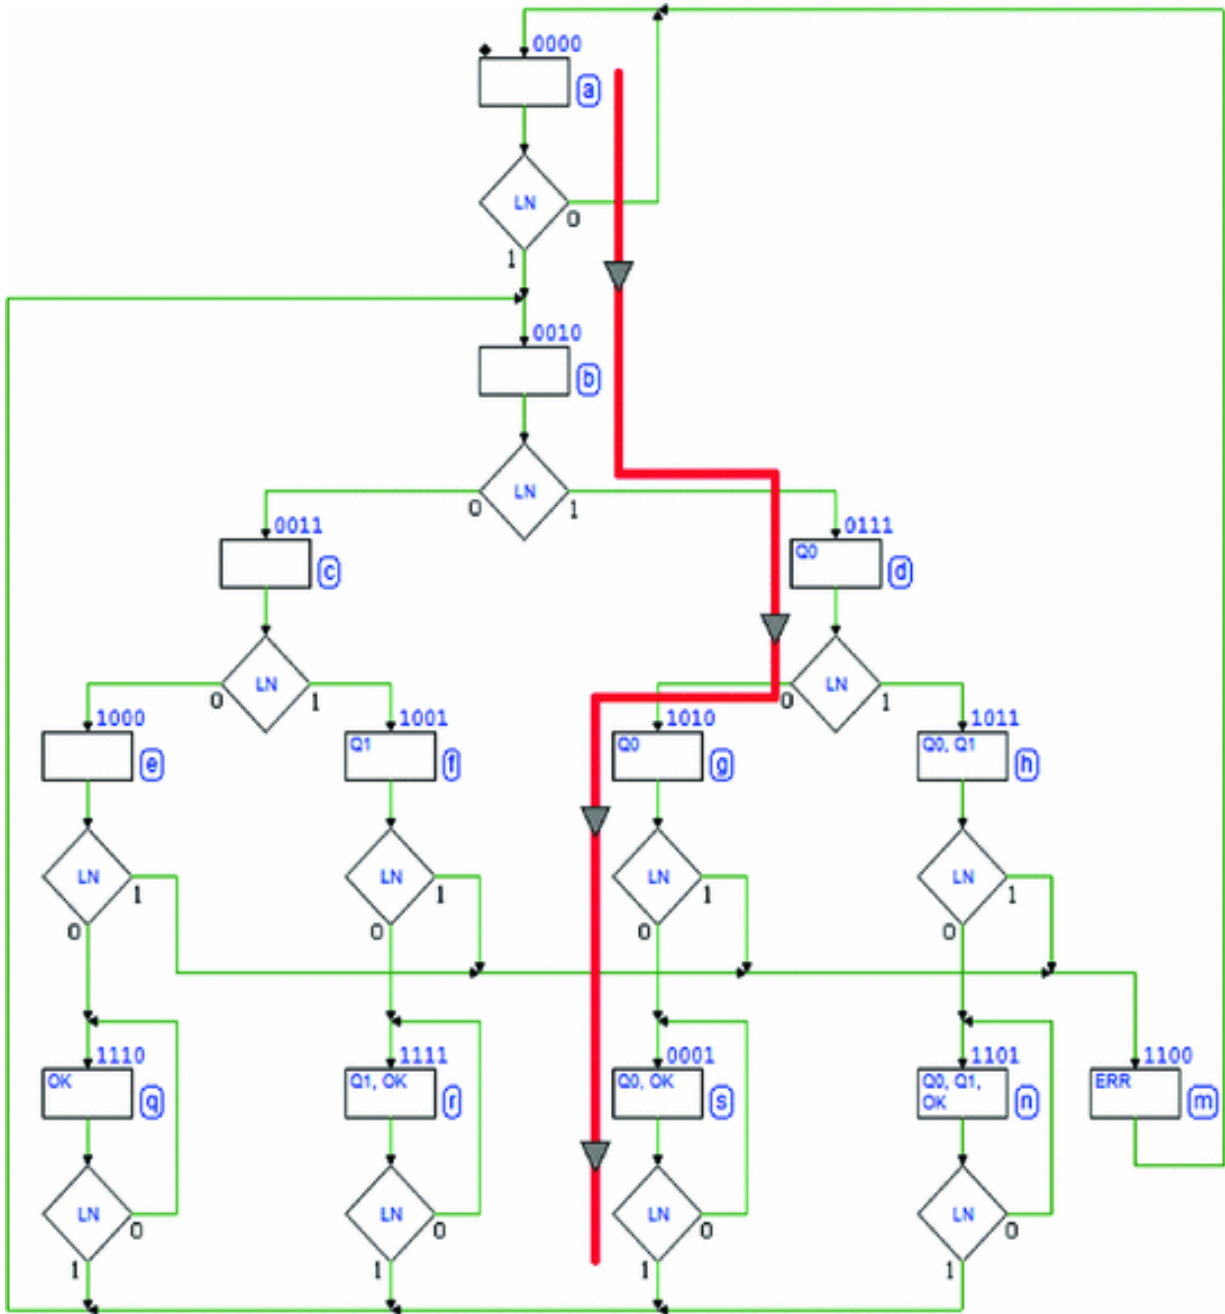 0000
a
LN
0
1
0010
b
LN
0
1
0011
c
0111
Q0
d
LN
0
1
LN
0
1
1000
e
1001
Q1
f
1010
Q0
g
1011
Q0, Q1
h
LN
1
0
LN
1
0
LN
1
0
LN
1
0
1110
OK
q
1111
Q1, OK
r
0001
Q0, OK
s
1101
Q0, Q1,
OK
n
1100
ERR
m
LN
0
1
LN
0
1
LN
0
1
LN
0
1